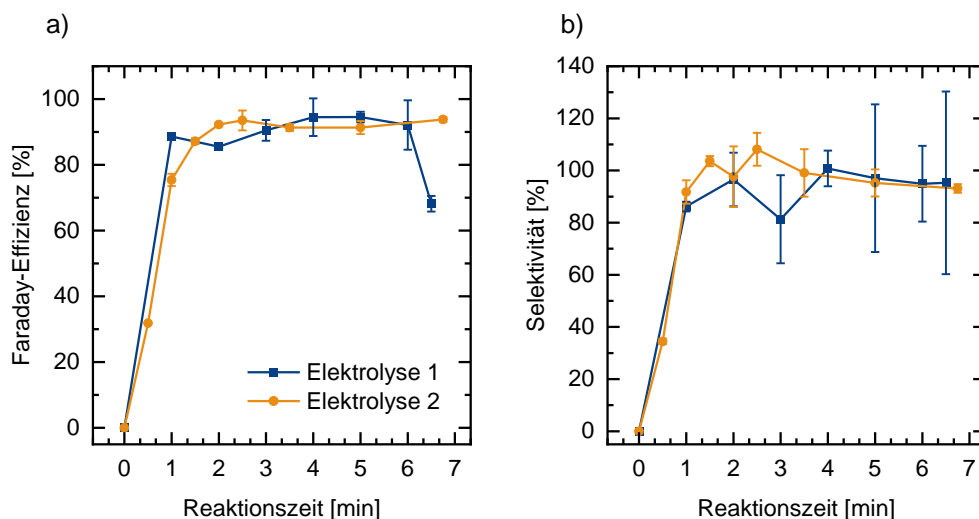 a)
Faraday-Effizienz [%]
100
80
60
40
20
0
Elektrolyse 1
Elektrolyse 2
0 1 2 3 4 5 6 7
Reaktionszeit [min]
b)
Selektivität [%]
140
120
100
80
60
40
20
0
0 1 2 3 4 5 6 7
Reaktionszeit [min]